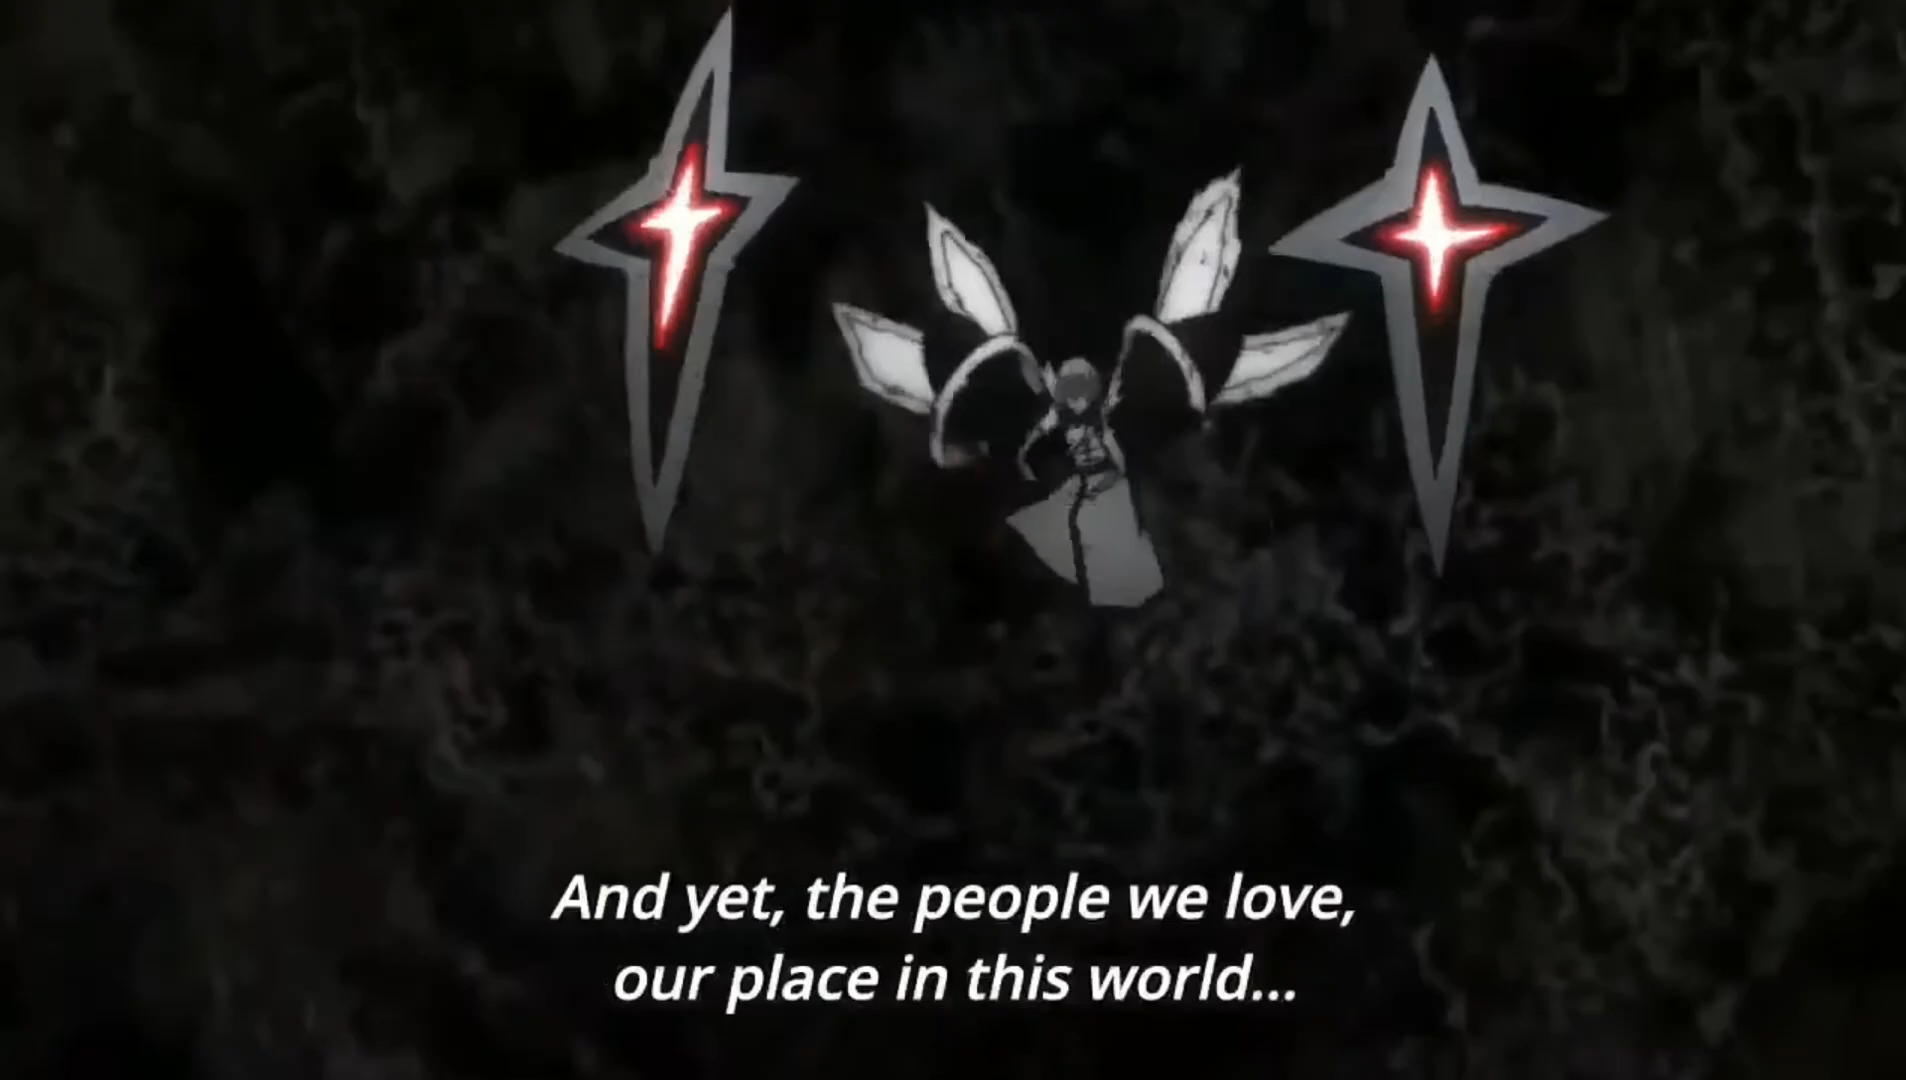 And yet, the people we love,
our place in this world...